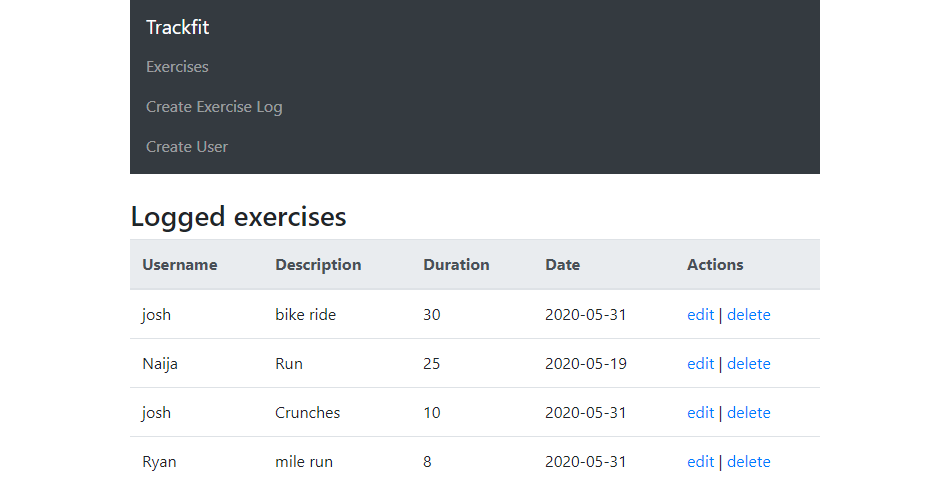 Trackfit
Exercises
Create Exercise Log
Create User
Logged exercises
Username Description Duration Date Actions
josh bike ride 30 2020-05-31 edit | delete
Naija Run 25 2020-05-19 edit | delete
josh Crunches 10 2020-05-31 edit | delete
Ryan mile run 8 2020-05-31 edit | delete